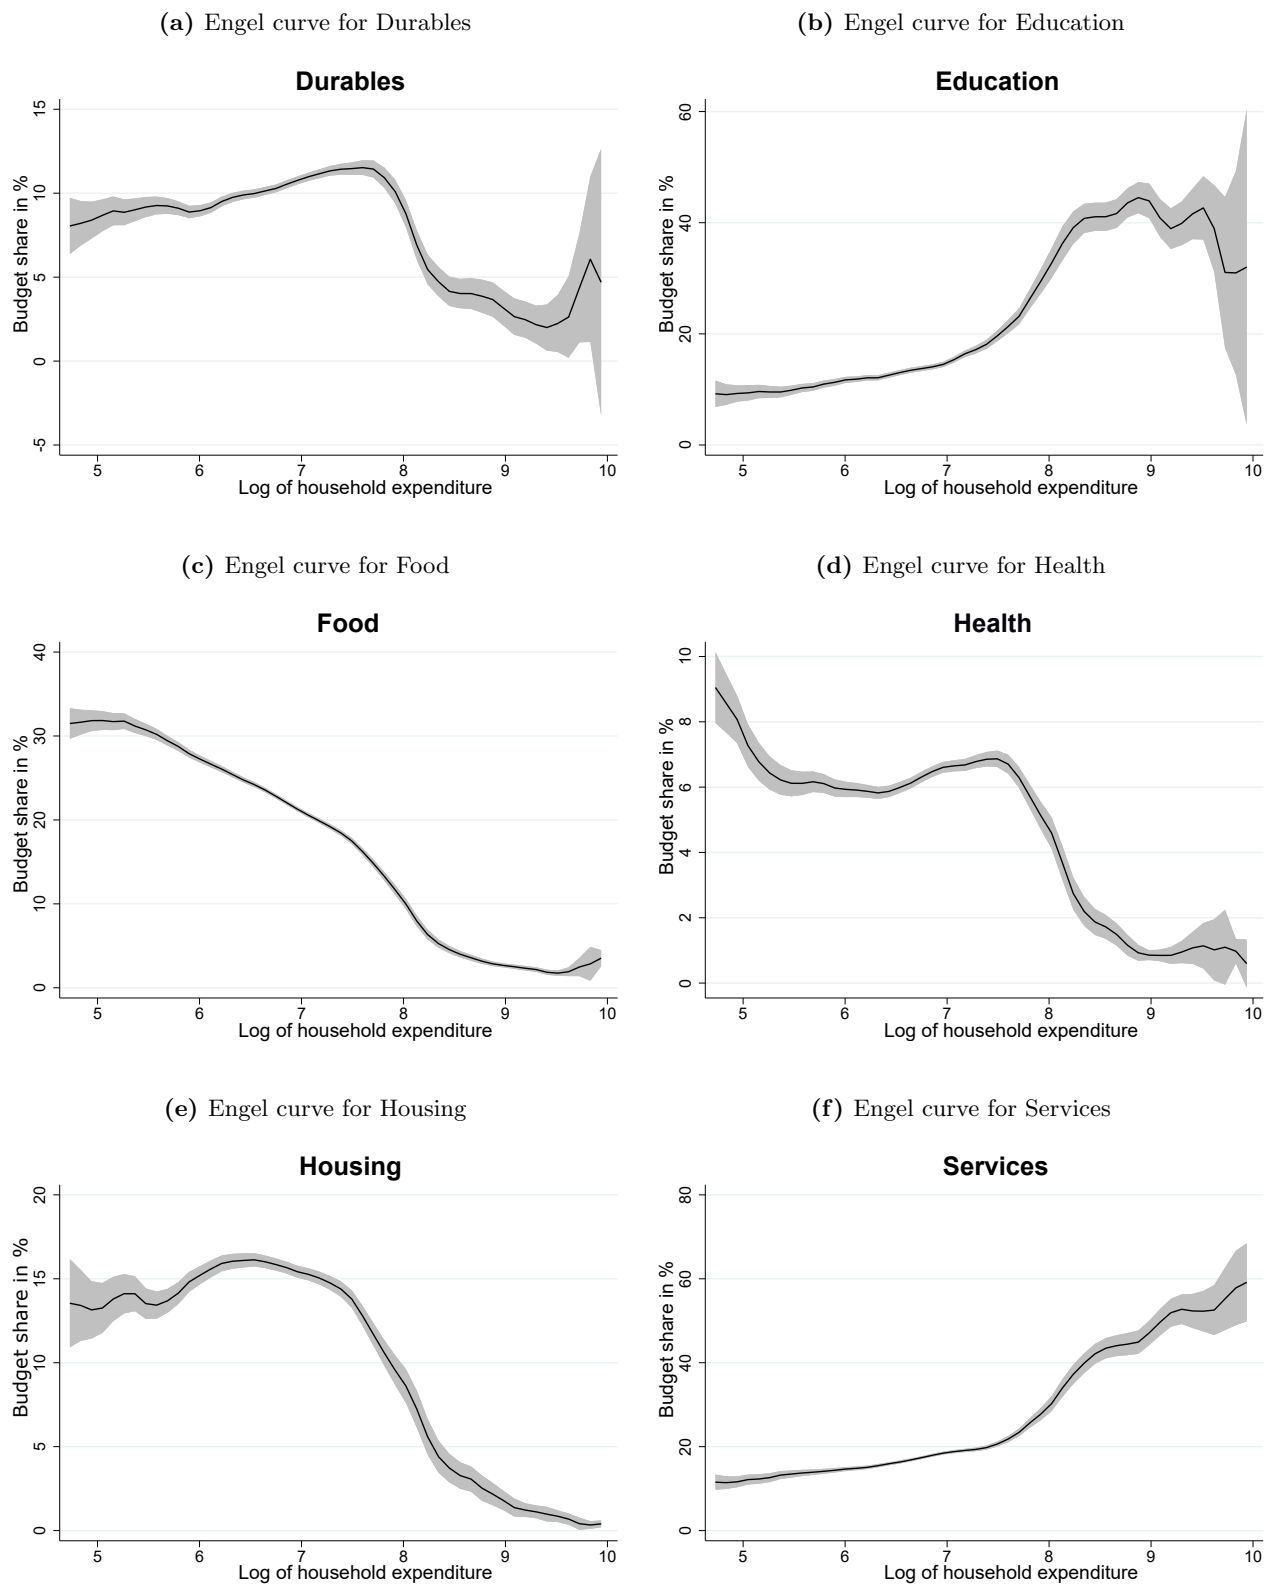 (a) Engel curve for Durables
Durables
Budget share in %
15
10
5
0
-5
5 6 7 8 9 10
Log of household expenditure
(b) Engel curve for Education
Education
Budget share in %
60
40
20
0
5 6 7 8 9 10
Log of household expenditure
(c) Engel curve for Food
Food
Budget share in %
40
30
20
10
0
5 6 7 8 9 10
Log of household expenditure
(d) Engel curve for Health
Health
Budget share in %
10
8
6
4
2
0
5 6 7 8 9 10
Log of household expenditure
(e) Engel curve for Housing
Housing
Budget share in %
20
15
10
5
0
5 6 7 8 9 10
Log of household expenditure
(f) Engel curve for Services
Services
Budget share in %
80
60
40
20
0
5 6 7 8 9 10
Log of household expenditure